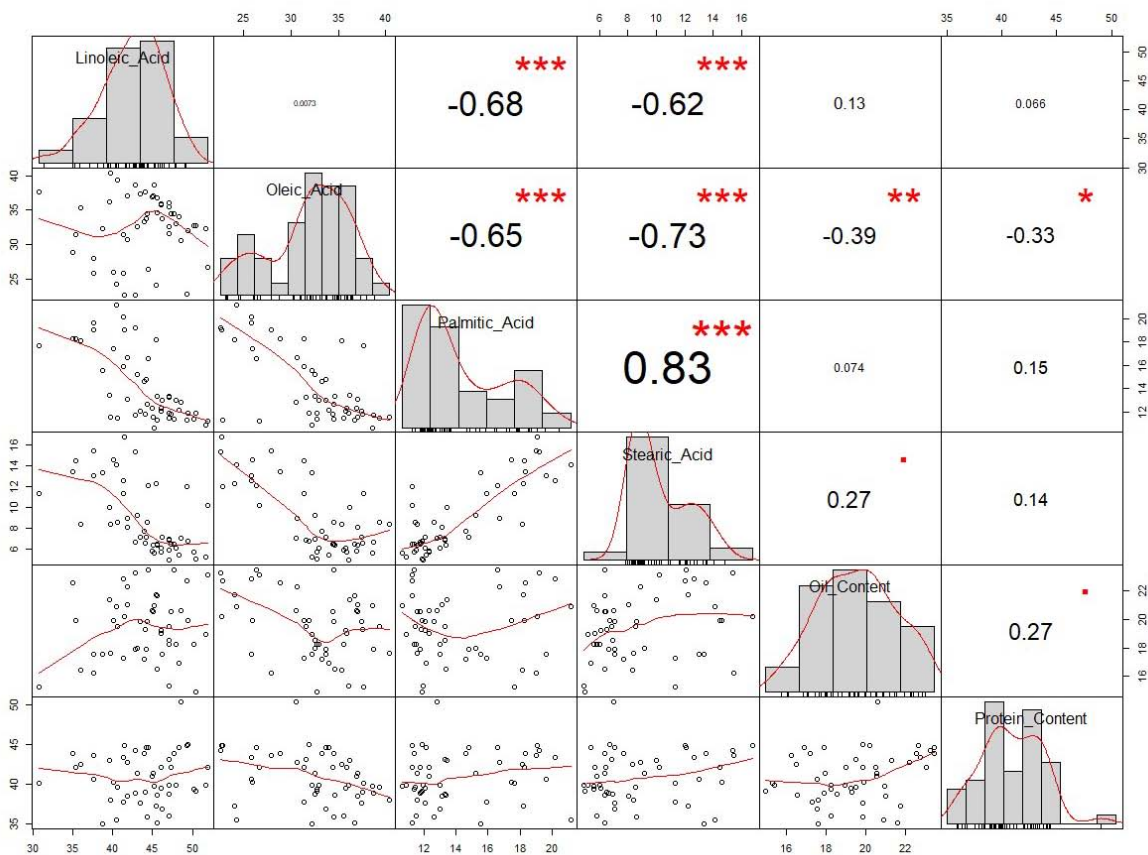 25 30 35 40
6 8 10 12 14 16
35 40 45 50
Linoleic_Acid
0.0073
***
-0.68
***
-0.62
0.13
0.066
30 35 40 45 50
Oleic_Acid
***
-0.65
***
-0.73
**
-0.39
*
-0.33
25 30 35 40
Palmitic_Acid
***
0.83
0.074
0.15
12 14 16 18 20
Stearic_Acid
0.27
0.14
6 8 10 12 14 16
Oil_Content
0.27
16 18 20 22
Protein_Content
35 40 45 50
30 35 40 45 50
12 14 16 18 20
16 18 20 22